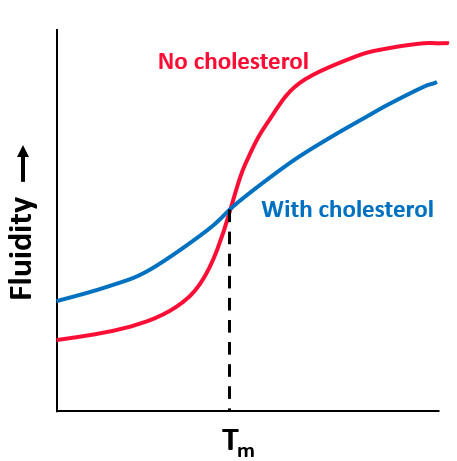 No cholesterol
With cholesterol
Fluidity
Tm